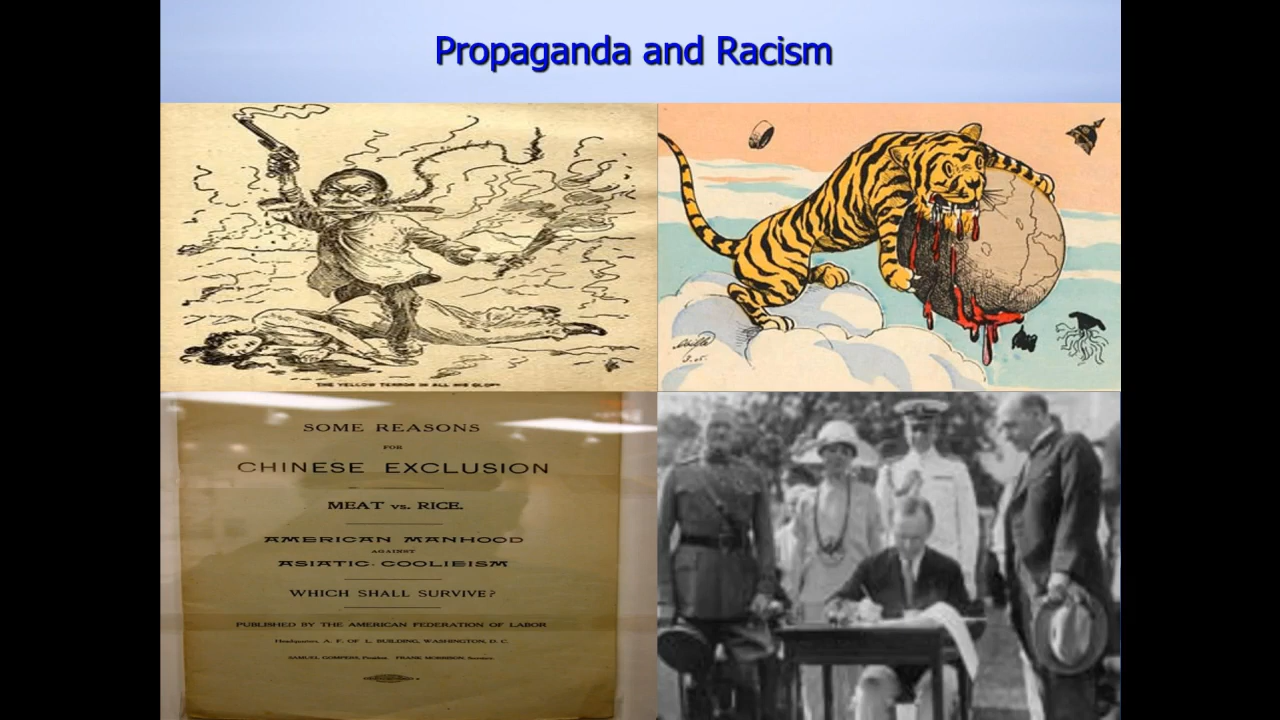 Propaganda and Racism
THE YELLOW TERROR IN ALL HIS GLORY
SOME REASONS
FOR
CHINESE EXCLUSION
MEAT vs. RICE.
AMERICAN MANHOOD
AGAINST
ASIATIC COOLIEISM
WHICH SHALL SURVIVE?
PUBLISHED BY THE AMERICAN FEDERATION OF LABOR
Headquarters, A. F. OF L. BUILDING, WASHINGTON, D. C.
SAMUEL GOMPERS, President. FRANK MORRISON, Secretary.